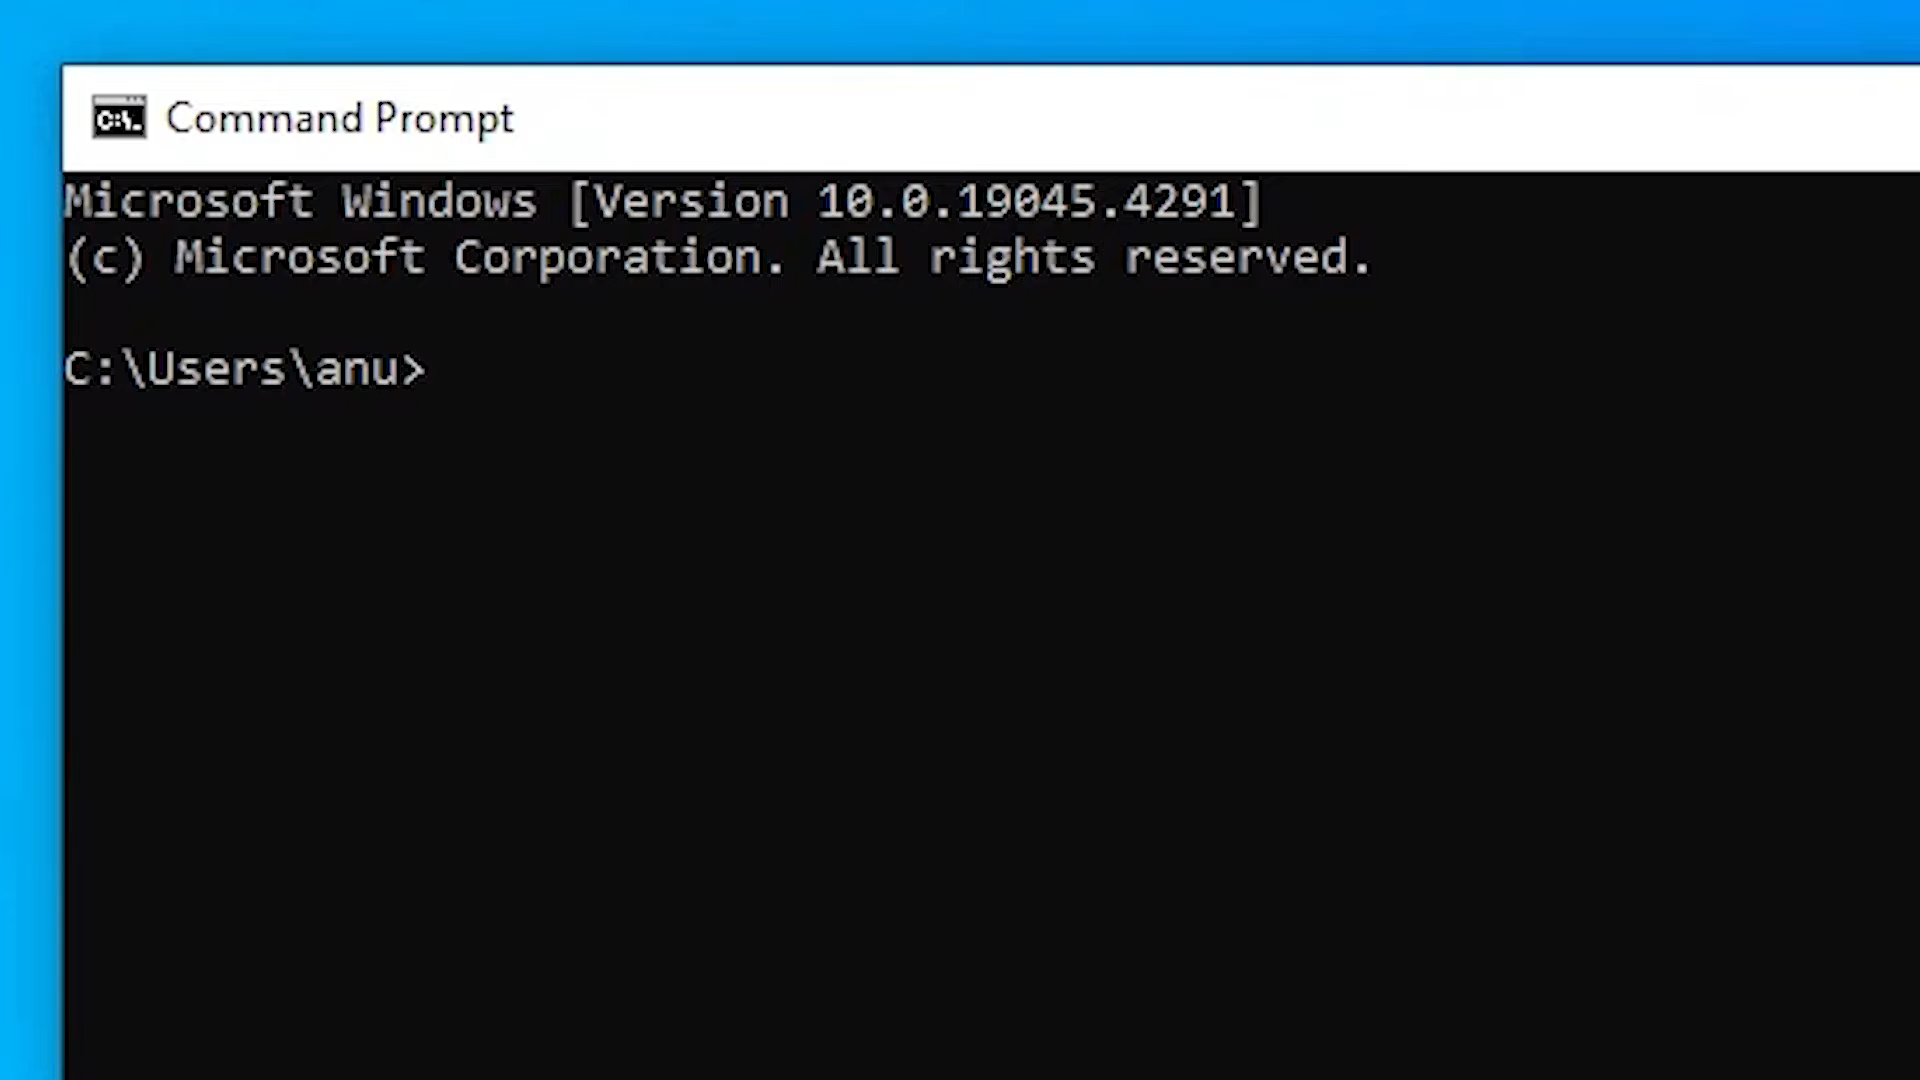 C:\. Command Prompt
Microsoft Windows [Version 10.0.19045.4291]
(c) Microsoft Corporation. All rights reserved.
C:\Users\anu>